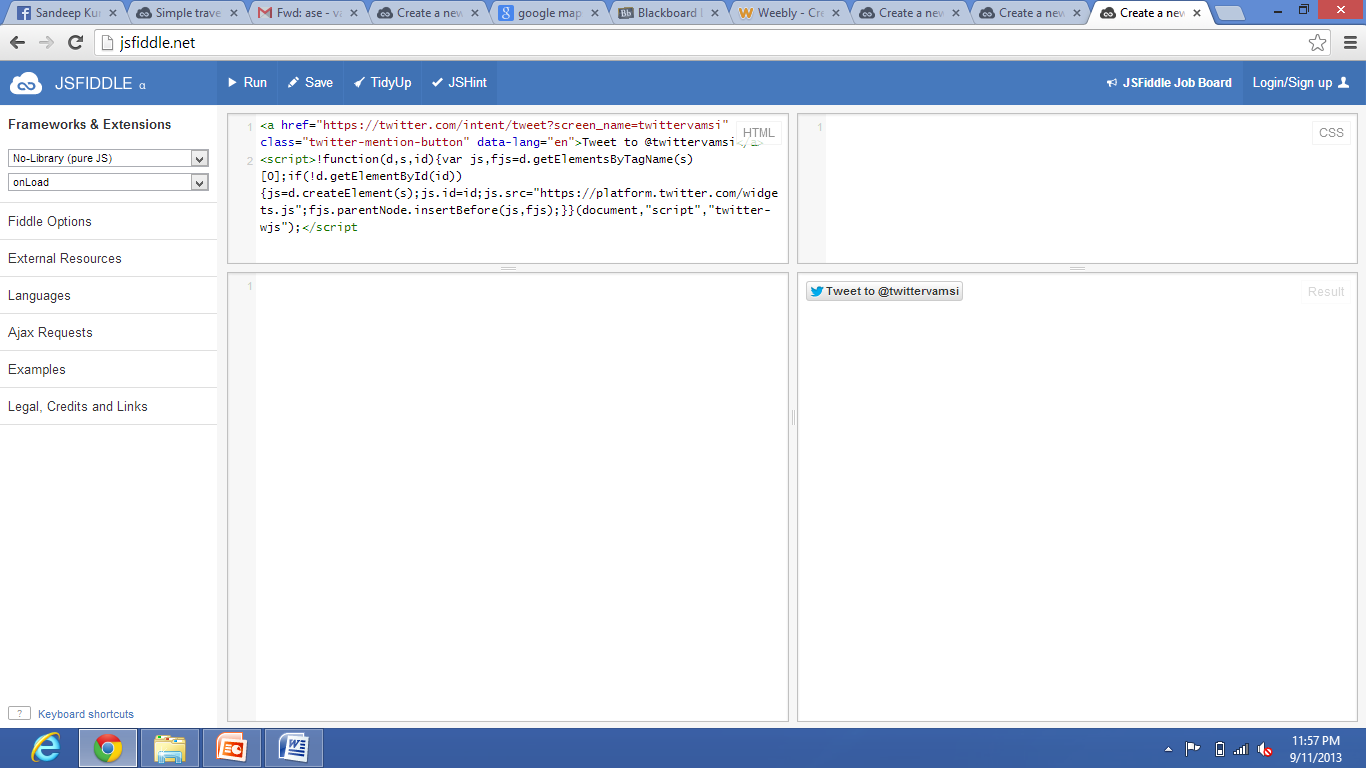 Sandeep Ku
Simple trave
Fwd: ase - va
Create a new
google map
Blackboard
Weebly - Cre
Create a new
Create a new
Create a new
jsfiddle.net
JSFIDDLE α
Run
Save
TidyUp
JSHint
JSFiddle Job Board
Login/Sign up
Frameworks & Extensions
No-Library (pure JS)
onLoad
Fiddle Options
External Resources
Languages
Ajax Requests
Examples
Legal, Credits and Links
? Keyboard shortcuts
1 <a href="https://twitter.com/intent/tweet?screen_name=twittervamsi"
class="twitter-mention-button" data-lang="en">Tweet to @twittervamsi</a>
2 <script>!function(d,s,id){var js,fjs=d.getElementsByTagName(s)
[0];if(!d.getElementById(id))
{js=d.createElement(s);js.id=id;js.src="https://platform.twitter.com/widge
ts.js";fjs.parentNode.insertBefore(js,fjs);}}(document,"script","twitter-
wjs");</script
HTML
1
CSS
1
Tweet to @twittervamsi
Result
11:57 PM
9/11/2013